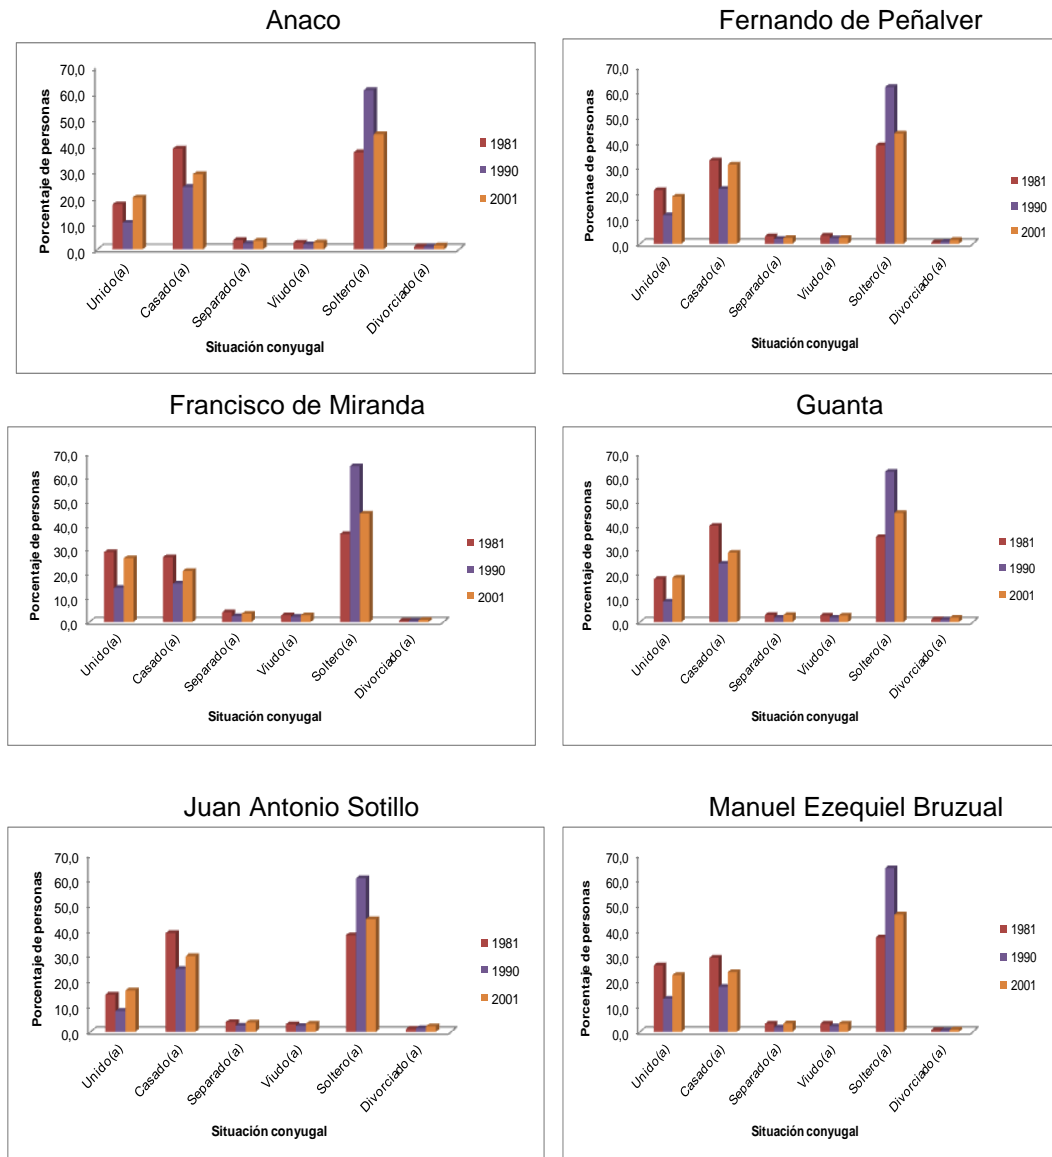 Anaco
Porcentaje de personas
70,0
60,0
50,0
40,0
30,0
20,0
10,0
0,0
Unido(a)
Casado(a)
Separado(a)
Viudo(a)
Soltero(a)
Divorciado(a)
Situación conyugal
1981
1990
2001
Fernando de Peñalver
Porcentae de personas
70,0
60,0
50,0
40,0
30,0
20,0
10,0
0,0
Unido(a)
Casado(a)
Separado(a)
Viudo(a)
Soltero(a)
Divorciado(a)
Situación conyugal
1981
1990
2001
Francisco de Miranda
Porcentaje de personas
70,0
60,0
50,0
40,0
30,0
20,0
10,0
0,0
Unido(a)
Casado(a)
Separado(a)
Viudo(a)
Soltero(a)
Divorciado(a)
Situación conyugal
1981
1990
2001
Guanta
Porcentaje de personas
70,0
60,0
50,0
40,0
30,0
20,0
10,0
0,0
Unido(a)
Casado(a)
Separado(a)
Viudo(a)
Soltero(a)
Divorciado(a)
Situación conyugal
1981
1990
2001
Juan Antonio Sotillo
Porcentaje de personas
70,0
60,0
50,0
40,0
30,0
20,0
10,0
0,0
Unido(a)
Casado(a)
Separado(a)
Viudo(a)
Soltero(a)
Divorciado(a)
Situación conyugal
1981
1990
2001
Manuel Ezequiel Bruzual
Porcentaje de personas
70,0
60,0
50,0
40,0
30,0
20,0
10,0
0,0
Unido(a)
Casado(a)
Separado(a)
Viudo(a)
Soltero(a)
Divorciado(a)
Situación conyugal
1981
1990
2001